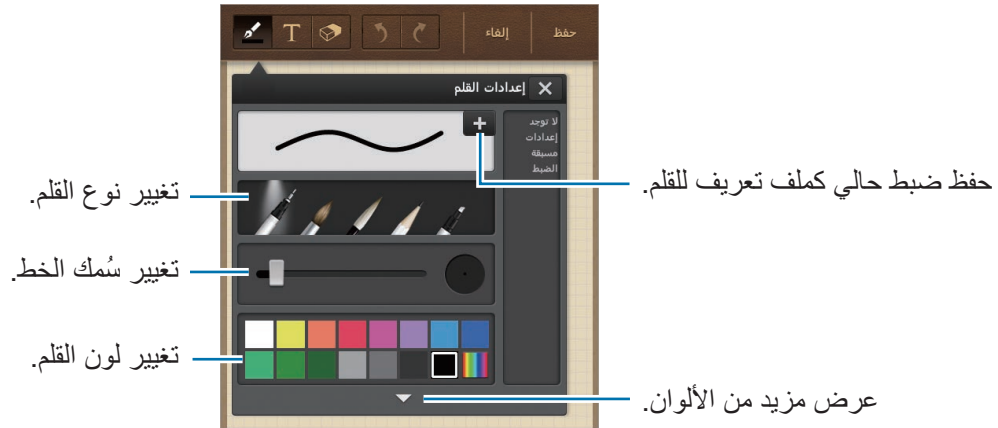 حفظ
إلغاء
T
إعدادات القلم
لا توجد
إعدادات
مسبقة
الضبط
حفظ ضبط حالي كملف تعريف للقلم.
تغيير نوع القلم.
تغيير سُمك الخط.
تغيير لون القلم.
عرض مزيد من الألوان.